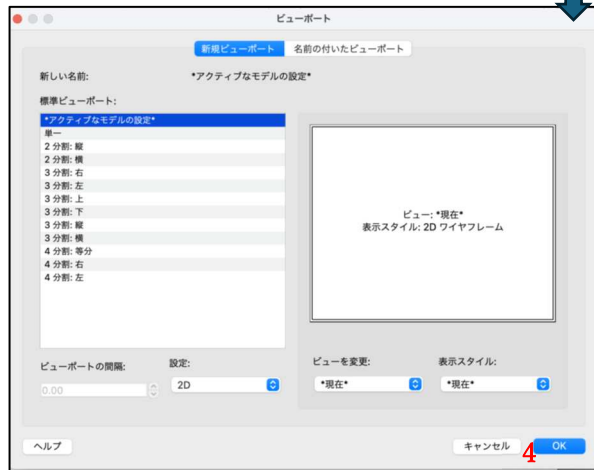 ビューポート
新規ビューポート 名前の付いたビューポート
新しい名前: *アクティブなモデルの設定*
標準ビューポート:
*アクティブなモデルの設定*
単一
2 分割: 縦
2 分割: 横
3 分割: 右
3 分割: 左
3 分割: 上
3 分割: 下
3 分割: 縦
3 分割: 横
4 分割: 等分
4 分割: 右
4 分割: 左
ビュー: *現在*
表示スタイル: 2D ワイヤフレーム
ビューポートの間隔: 設定: ビューを変更: 表示スタイル:
0.00 2D *現在* *現在*
ヘルプ キャンセル 4 OK